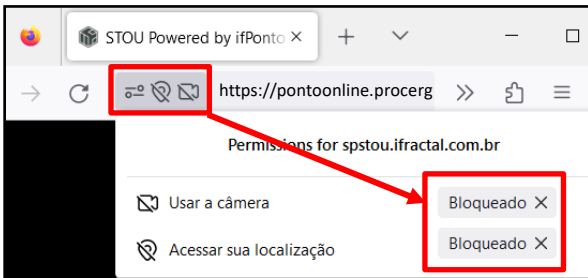 STOU Powered by ifPonto
https://pontoonline.procerg
Permissions for spstou.ifractal.com.br
Usar a câmera Bloqueado
Acessar sua localização Bloqueado